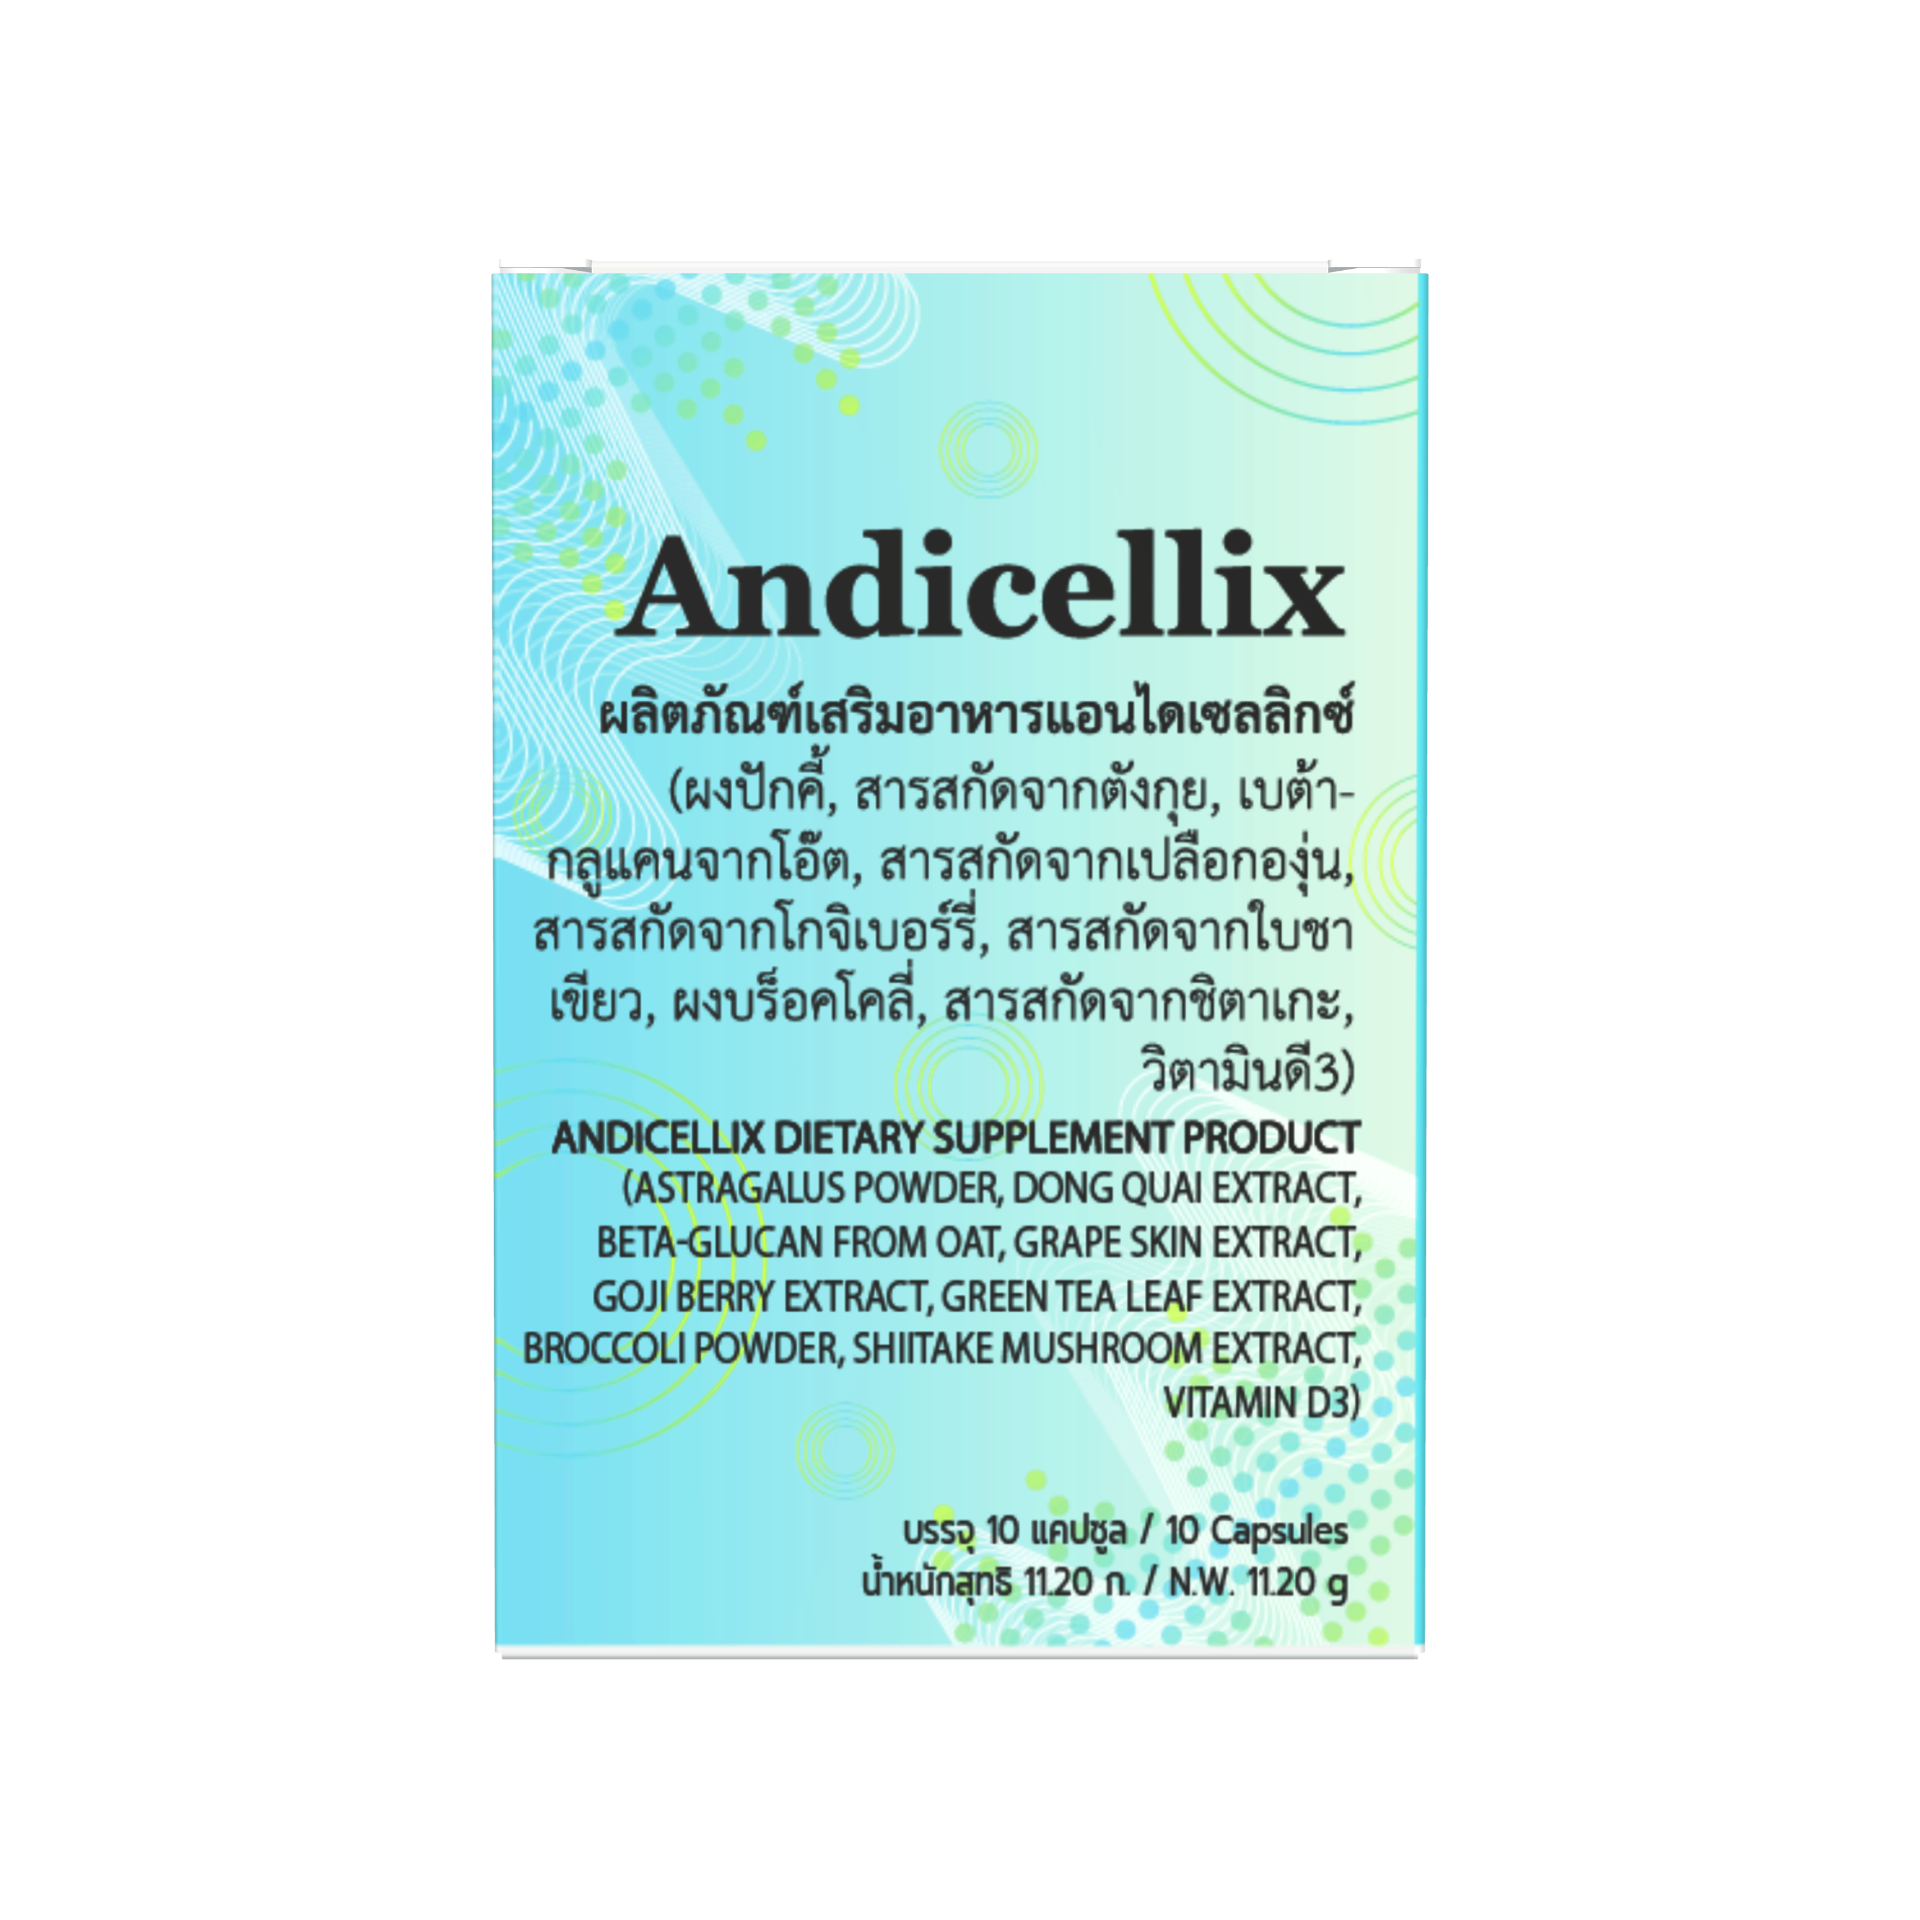 Andicellix
ผลิตภัณฑ์เสริมอาหารแอนไดเซลลิกซ์
(ผงปักคี้, สารสกัดจากตังกุย, เบต้า-
กลูแคนจากโอ๊ต, สารสกัดจากเปลือกองุ่น,
สารสกัดจากโกจิเบอร์รี่, สารสกัดจากใบชา
เขียว, ผงบร็อคโคลี่, สารสกัดจากชิตาเกะ,
วิตามินดี3)
ANDICELLIX DIETARY SUPPLEMENT PRODUCT
(ASTRAGALUS POWDER, DONG QUAI EXTRACT,
BETA-GLUCAN FROM OAT, GRAPE SKIN EXTRACT,
GOJI BERRY EXTRACT, GREEN TEA LEAF EXTRACT,
BROCCOLI POWDER, SHIITAKE MUSHROOM EXTRACT,
VITAMIN D3)
บรรจุ 10 แคปซูล / 10 Capsules
น้ำหนักสุทธิ 11.20 ก. / N.W. 11.20 g